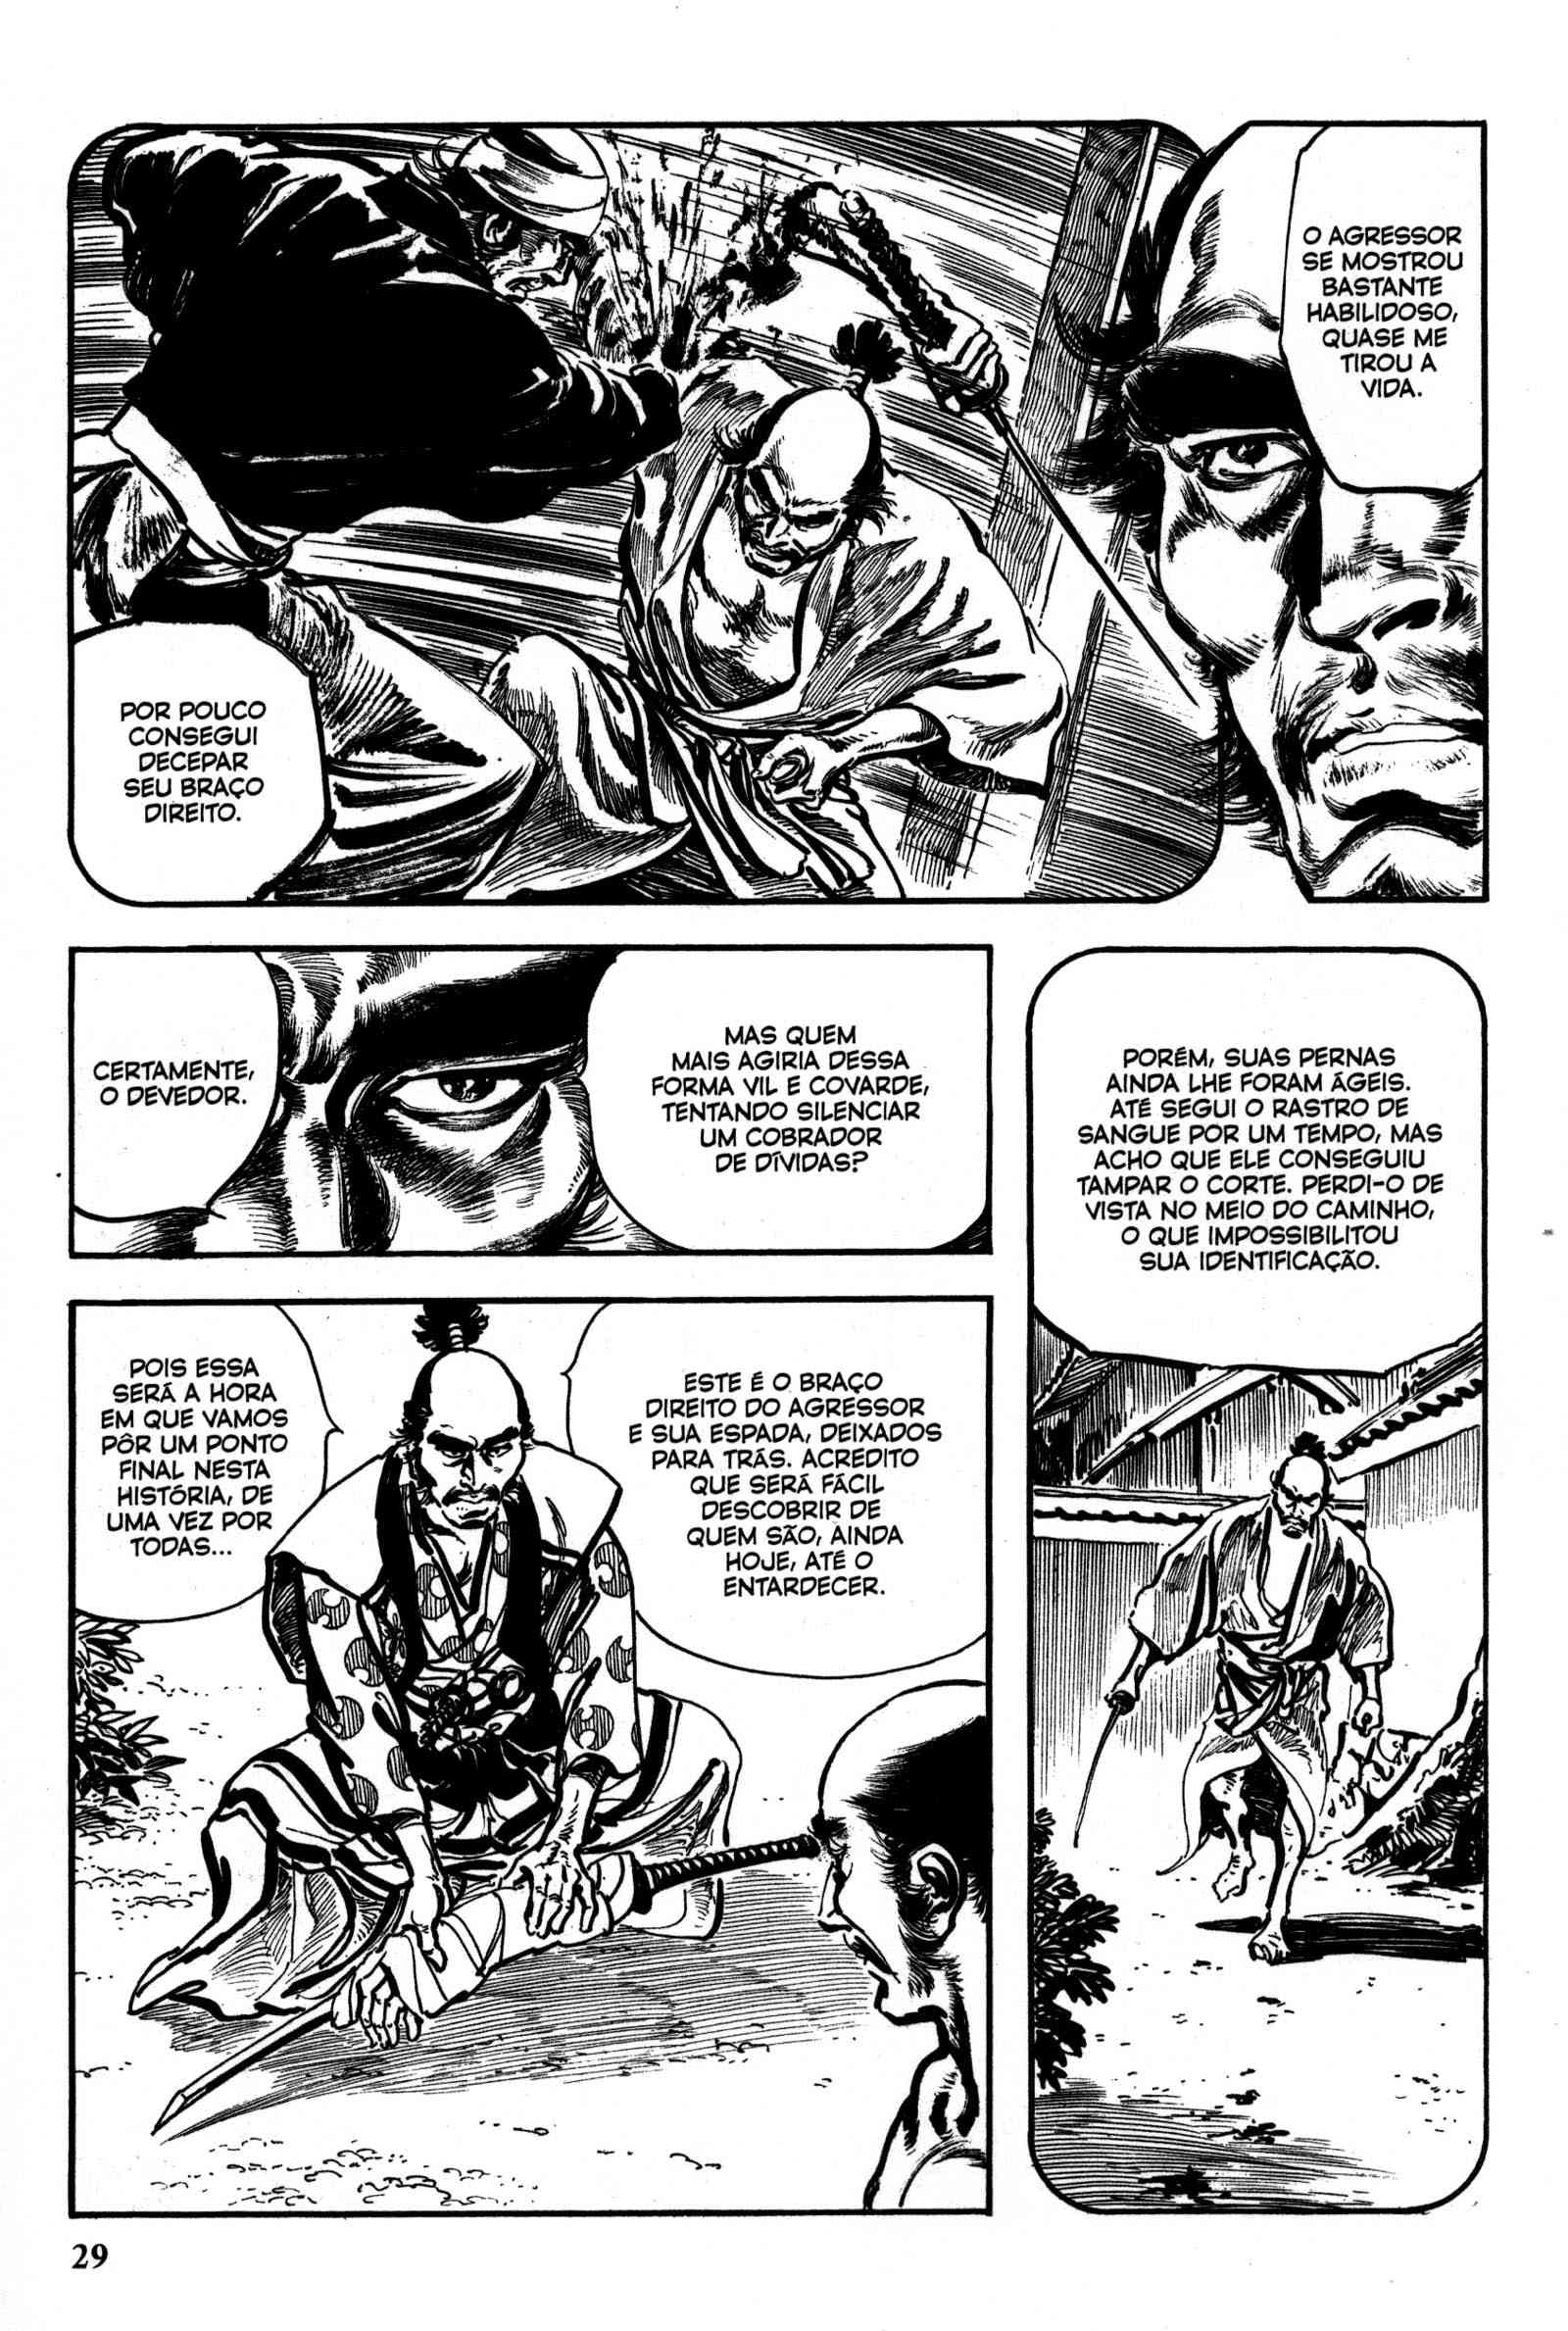 O AGRESSOR
SE MOSTROU
BASTANTE
HABILIDOSO,
QUASE ME
TIROU A
VIDA.
POR POUCO
CONSEGUI
DECEPAR
SEU BRAÇO
DIREITO.
PORÉM, SUAS PERNAS
AINDA LHE FORAM ÁGEIS.
ATÉ SEGUI O RASTRO DE
SANGUE POR UM TEMPO, MAS
ACHO QUE ELE CONSEGUIU
TAMPAR O CORTE. PERDI-O DE
VISTA NO MEIO DO CAMINHO,
O QUE IMPOSSIBILITOU
SUA IDENTIFICAÇÃO.
MAS QUEM
MAIS AGIRIA DESSA
FORMA VIL E COVARDE,
TENTANDO SILENCIAR
UM COBRADOR
DE DÍVIDAS?
CERTAMENTE,
O DEVEDOR.
ESTE É O BRAÇO
DIREITO DO AGRESSOR
E SUA ESPADA, DEIXADOS
PARA TRÁS. ACREDITO
QUE SERÁ FÁCIL
DESCOBRIR DE
QUEM SÃO, AINDA
HOJE, ATÉ O
ENTARDECER.
POIS ESSA
SERÁ A HORA
EM QUE VAMOS
PÔR UM PONTO
FINAL NESTA
HISTÓRIA, DE
UMA VEZ POR
TODAS...
29